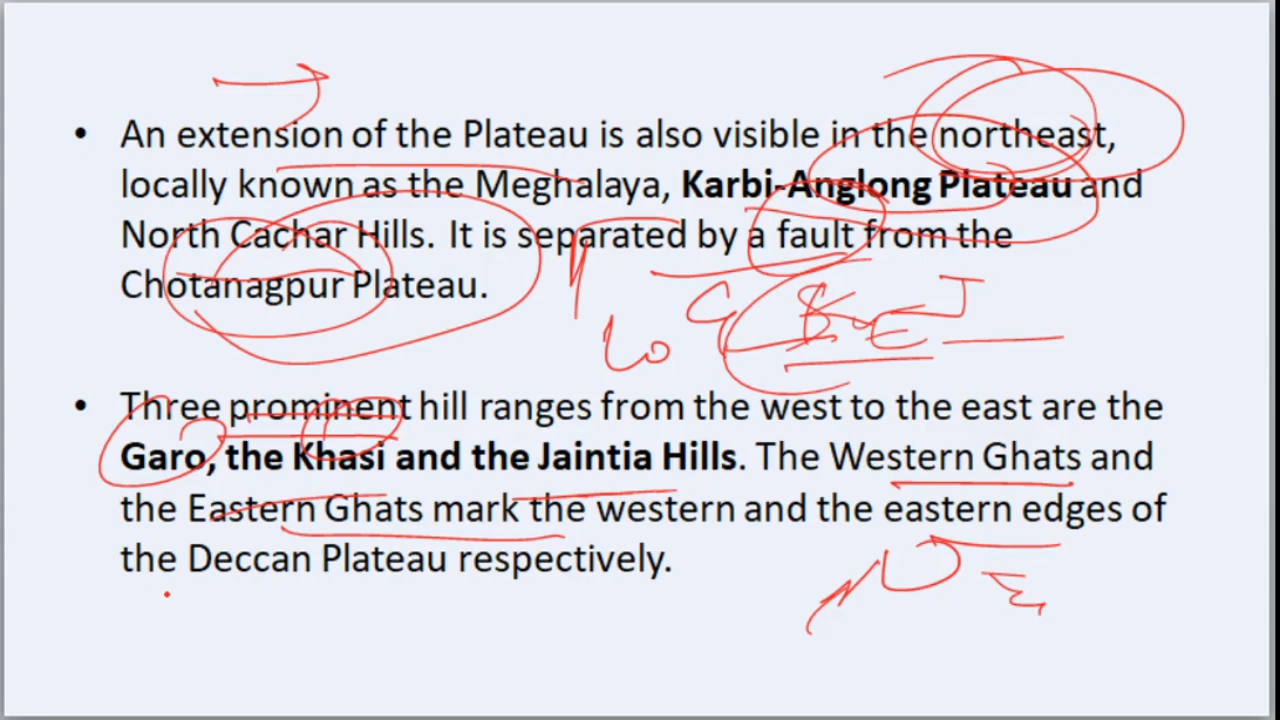 • An extension of the Plateau is also visible in the northeast,
locally known as the Meghalaya, Karbi-Anglong Plateau and
North Cachar Hills. It is separated by a fault from the
Chotanagpur Plateau.
• Three prominent hill ranges from the west to the east are the
Garo, the Khasi and the Jaintia Hills. The Western Ghats and
the Eastern Ghats mark the western and the eastern edges of
the Deccan Plateau respectively.